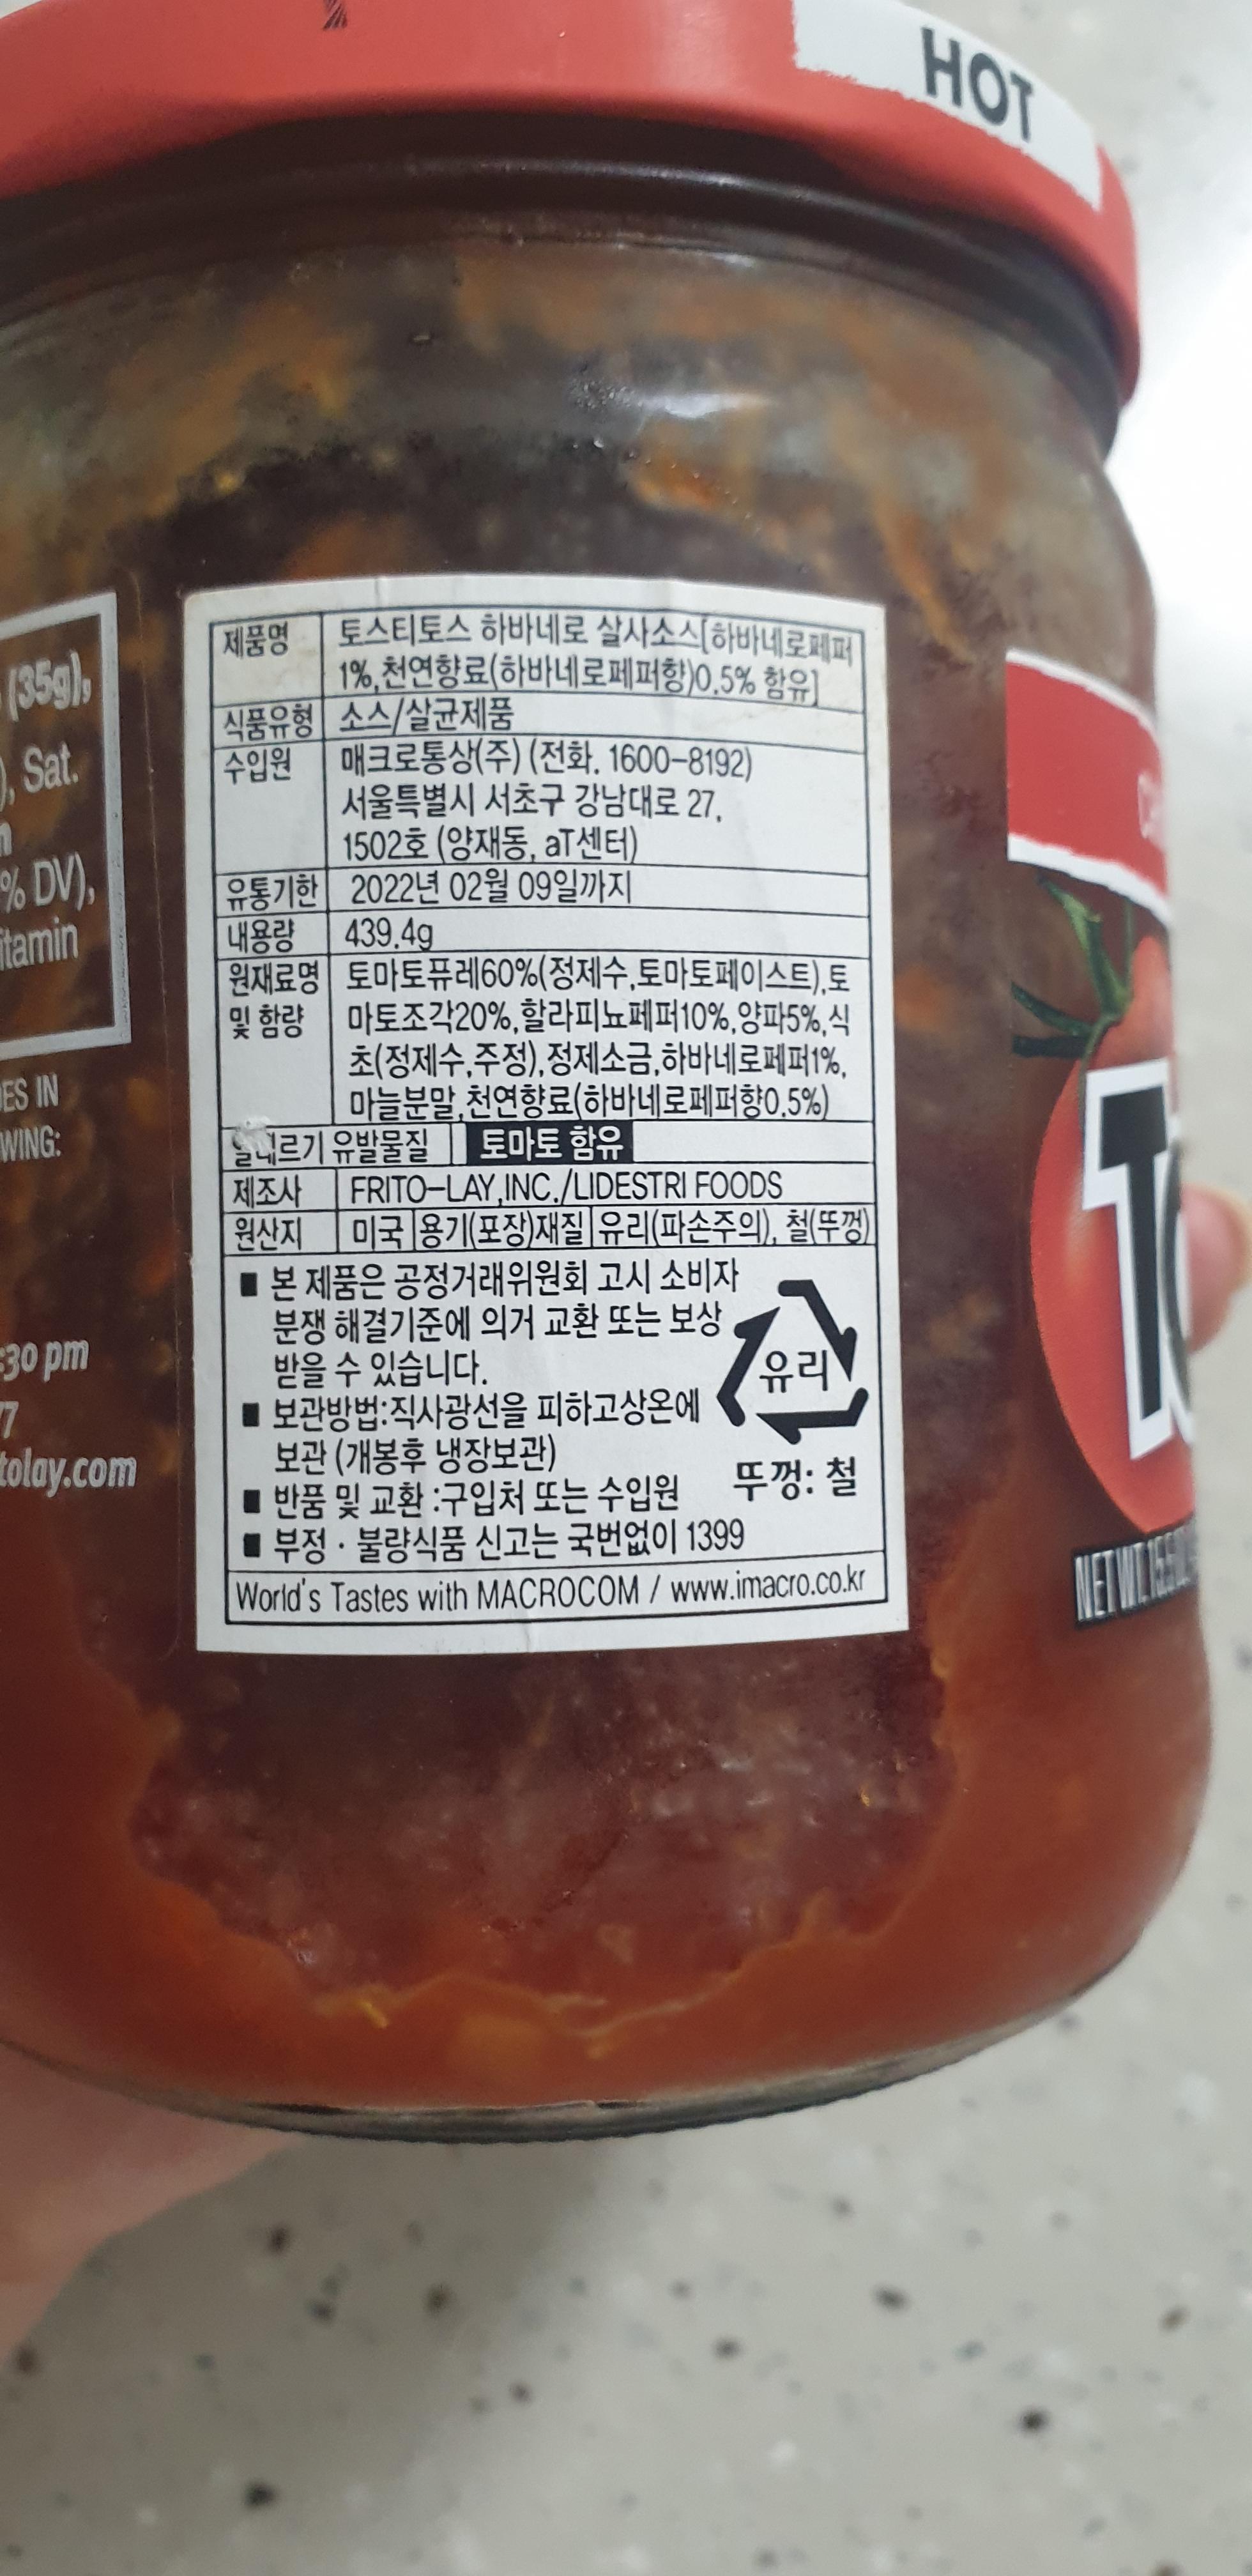 HOT
(35g),
), Sat.
% DV),
itamin
ES IN
WING:
:30 pm
tolay.com
제품명 토스티토스 하바네로 살사소스[하바네로페퍼
1%,천연향료(하바네로페퍼향)0.5% 함유]
식품유형 소스/살균제품
수입원 매크로통상(주) (전화. 1600-8192)
서울특별시 서초구 강남대로 27,
1502호 (양재동, aT센터)
유통기한 2022년 02월 09일까지
내용량 439.4g
원재료명 토마토퓨레60%(정제수,토마토페이스트),토
및 함량 마토조각20%,할라피뇨페퍼10%,양파5%,식
초(정제수,주정),정제소금,하바네로페퍼1%,
마늘분말,천연향료(하바네로페퍼향0.5%)
알레르기 유발물질 토마토 함유
제조사 FRITO-LAY,INC./LIDESTRI FOODS
원산지 미국 용기(포장)재질 유리(파손주의), 철(뚜껑)
■ 본 제품은 공정거래위원회 고시 소비자
분쟁 해결기준에 의거 교환 또는 보상
받을 수 있습니다.
유리
■ 보관방법:직사광선을 피하고상온에
보관 (개봉후 냉장보관)
■ 반품 및 교환 :구입처 또는 수입원
뚜껑: 철
■ 부정 · 불량식품 신고는 국번없이 1399
World's Tastes with MACROCOM / www.imacro.co.kr
To
NET WT.